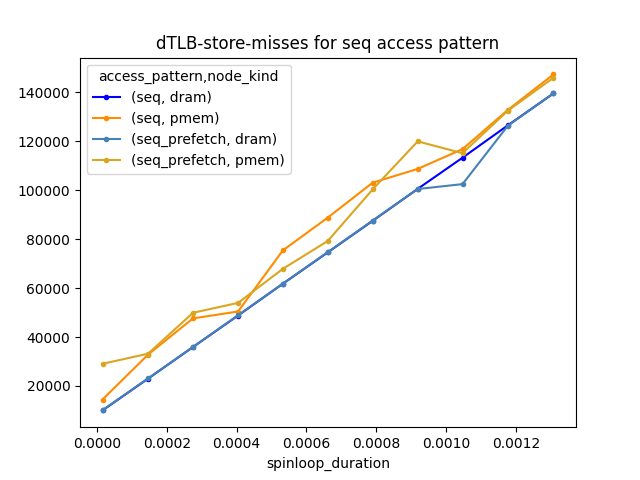 dTLB-store-misses for seq access pattern
access_pattern,node_kind
(seq, dram)
(seq, pmem)
(seq_prefetch, dram)
(seq_prefetch, pmem)
140000
120000
100000
80000
60000
40000
20000
0.0000 0.0002 0.0004 0.0006 0.0008 0.0010 0.0012
spinloop_duration